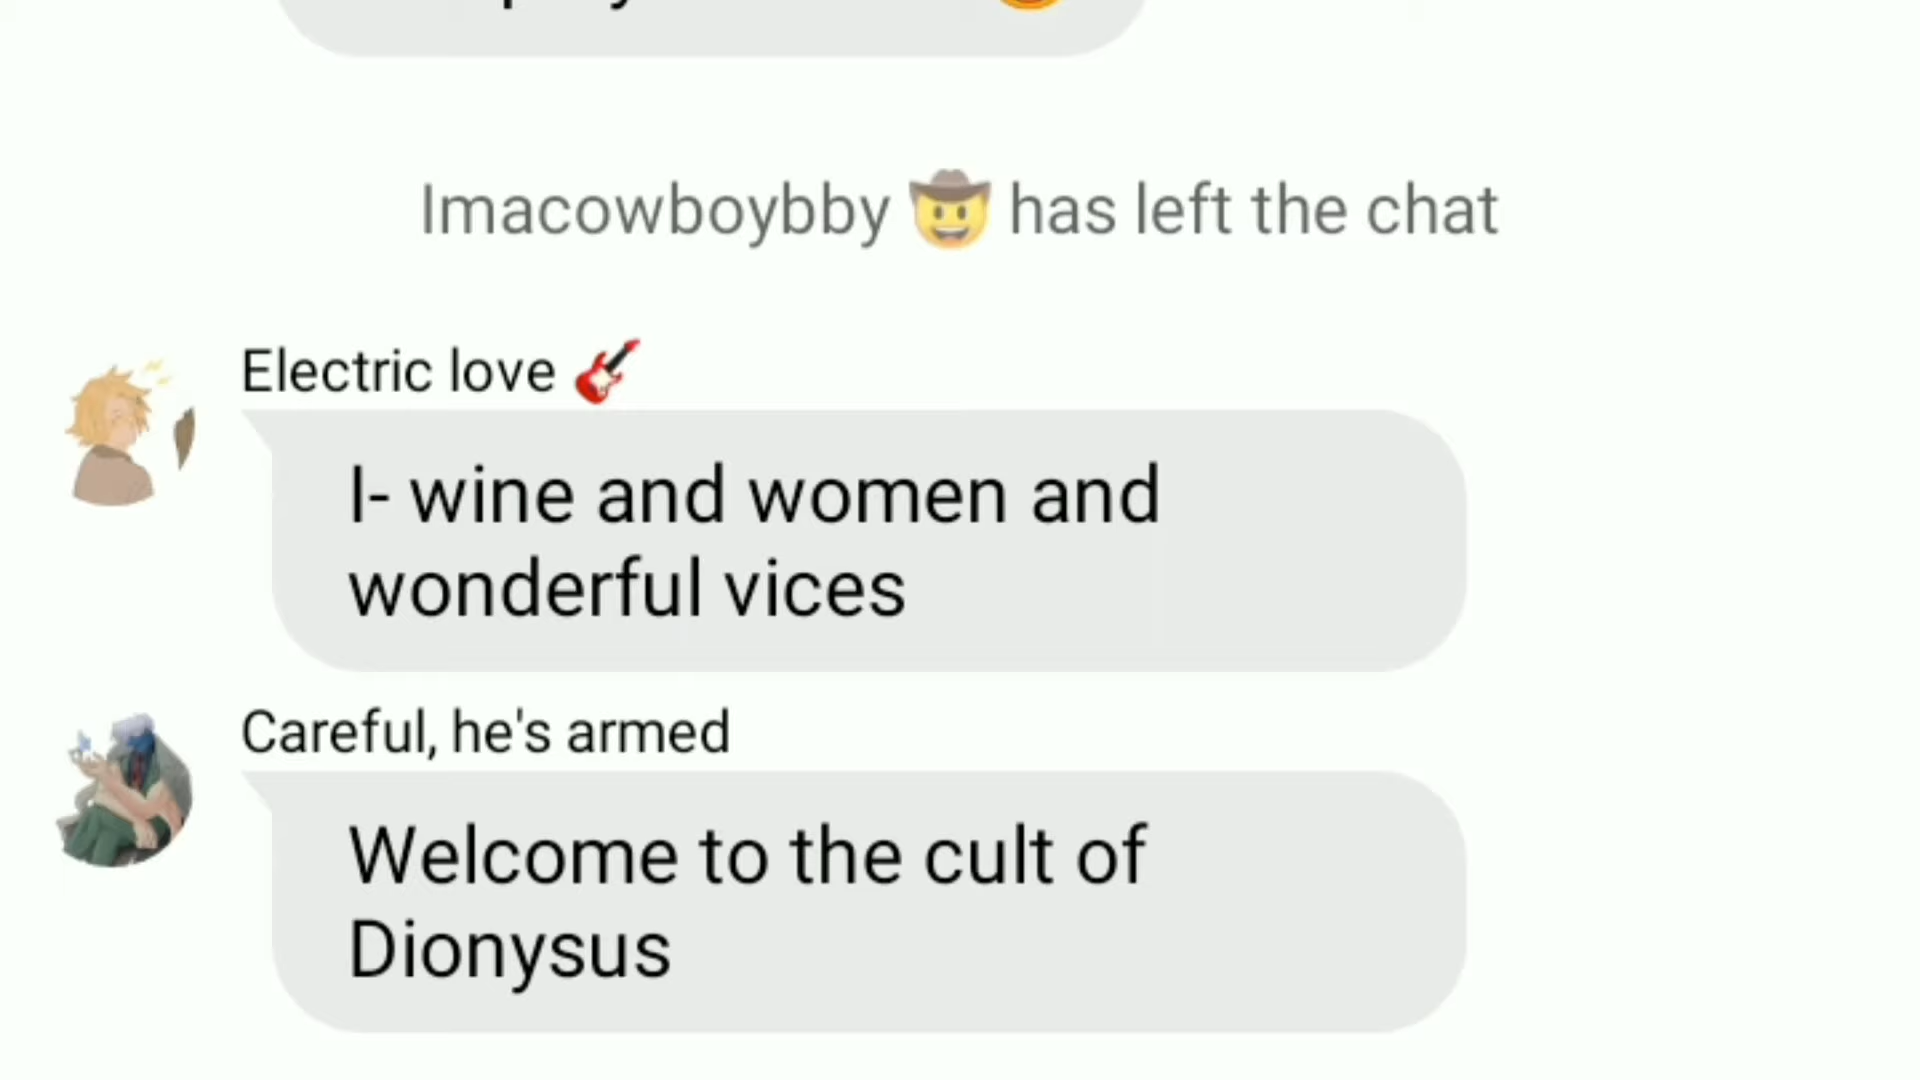 Imacowboybby 🤠 has left the chat
Electric love 🎸
I- wine and women and
wonderful vices
Careful, he's armed
Welcome to the cult of
Dionysus